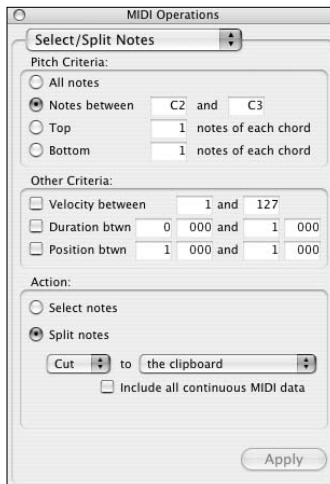 MIDI Operations
Select/Split Notes
Pitch Criteria:
All notes
Notes between C2 and C3
Top 1 notes of each chord
Bottom 1 notes of each chord
Other Criteria:
Velocity between 1 and 127
Duration btwn 0 000 and 1 000
Position btwn 1 000 and 1 000
Action:
Select notes
Split notes
Cut to the clipboard
Include all continuous MIDI data
Apply